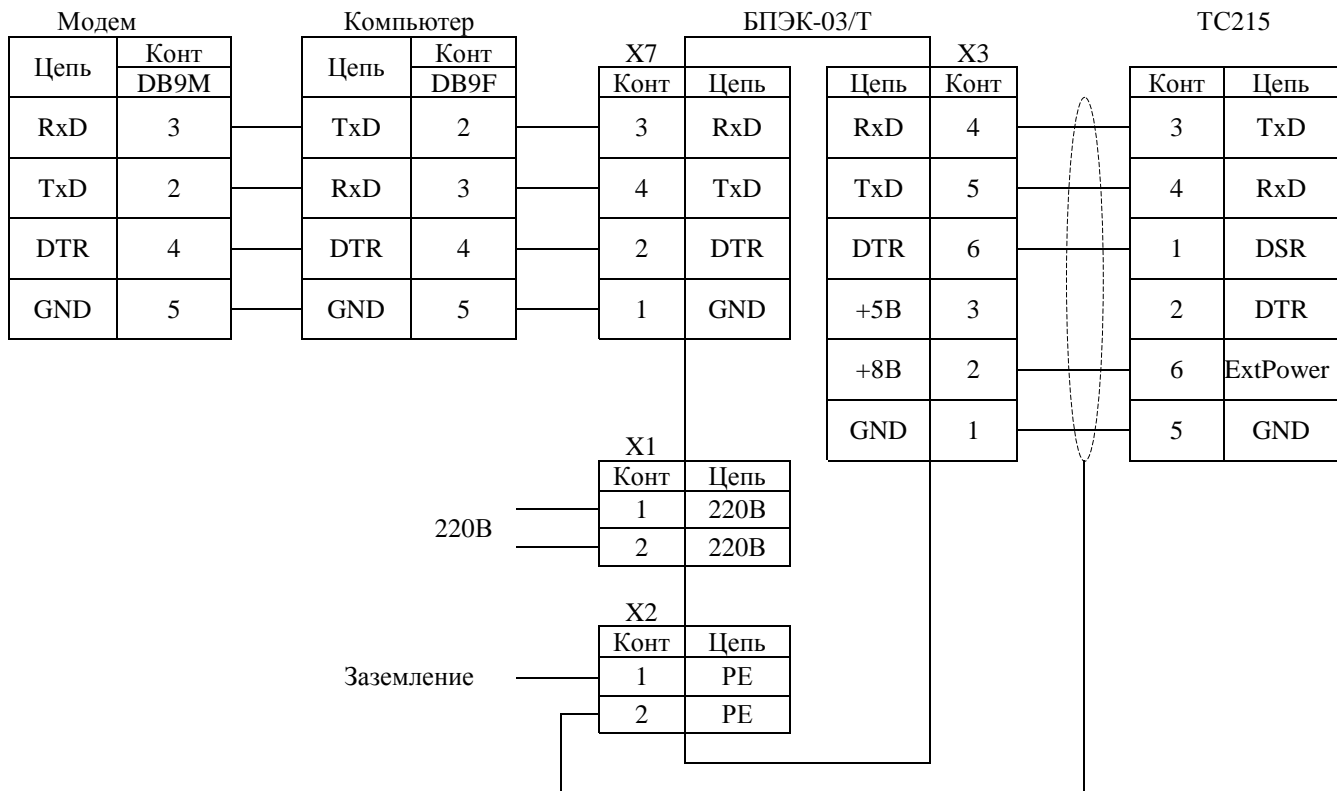 Модем Компьютер БПЭК-03/Т ТС215
Цепь Конт
DB9M
RxD 3
TxD 2
DTR 4
GND 5
Цепь Конт
DB9F
TxD 2
RxD 3
DTR 4
GND 5
X7
Конт Цепь
3 RxD
4 TxD
2 DTR
1 GND
X3
Цепь Конт
RxD 4
TxD 5
DTR 6
+5В 3
+8В 2
GND 1
Конт Цепь
3 TxD
4 RxD
1 DSR
2 DTR
6 ExtPower
5 GND
X1
Конт Цепь
220В
1 220В
2 220В
X2
Конт Цепь
Заземление
1 PE
2 PE